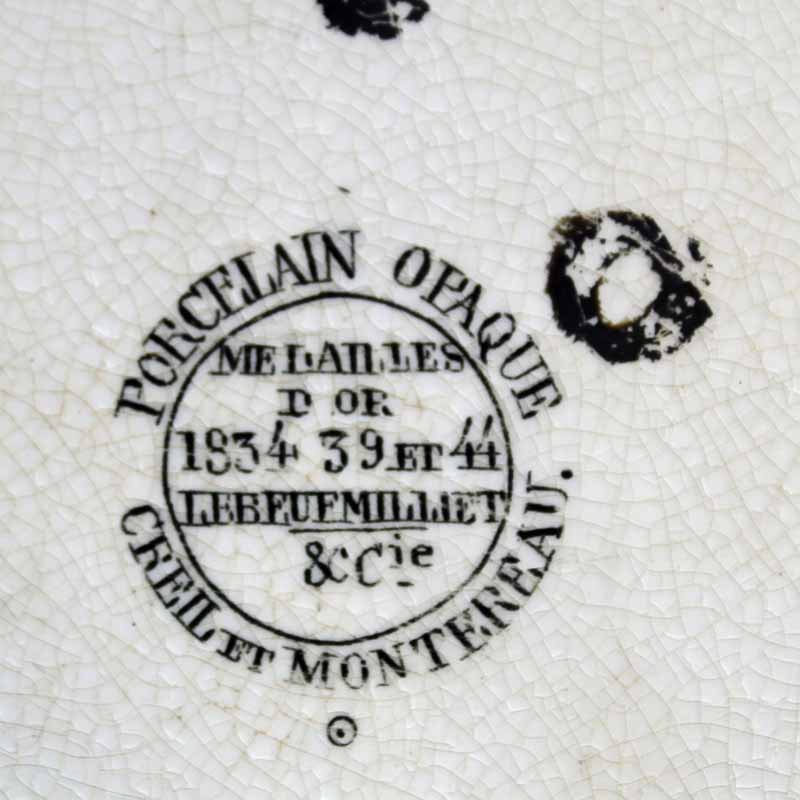 PORCELAIN OPAQUE
MEDAILLES
D'OR
1834 39 ET 44
LEBEUF MILLIET
& Cie
CREIL ET MONTEREAU.